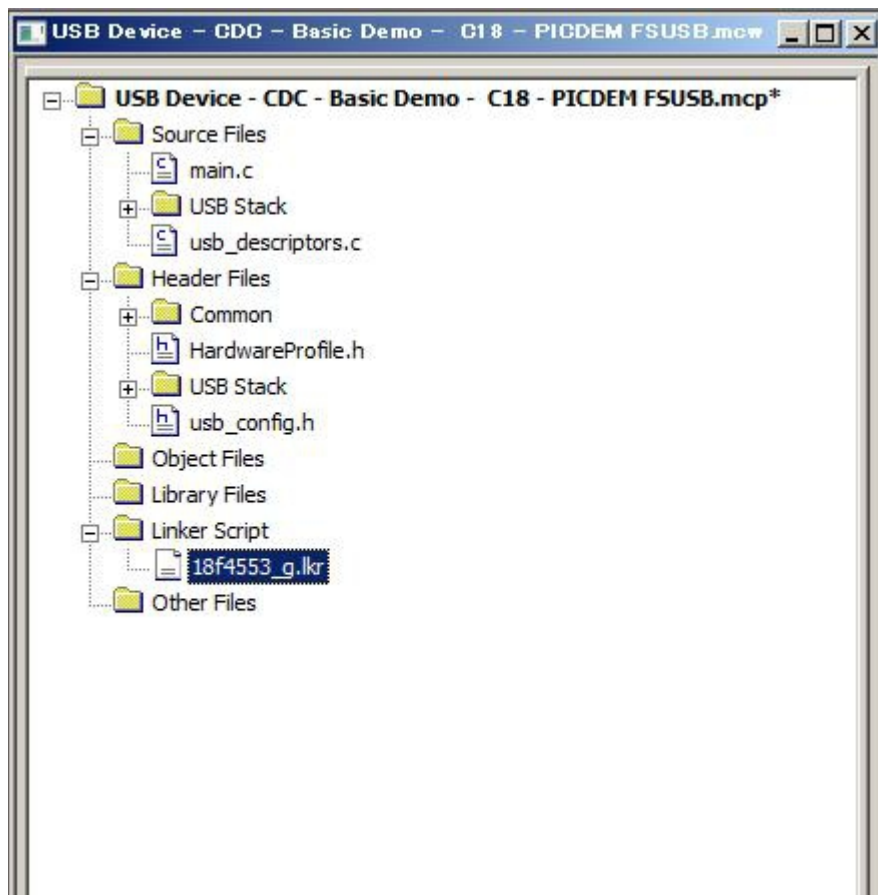 USB Device - CDC - Basic Demo - C18 - PICDEM FSUSB.mcw
USB Device - CDC - Basic Demo - C18 - PICDEM FSUSB.mcp*
Source Files
main.c
USB Stack
usb_descriptors.c
Header Files
Common
HardwareProfile.h
USB Stack
usb_config.h
Object Files
Library Files
Linker Script
18f4553_g.lkr
Other Files